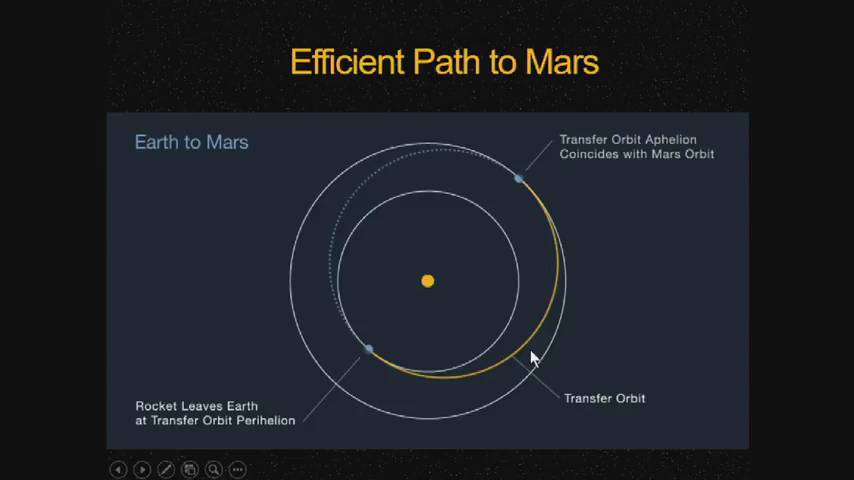 Efficient Path to Mars
Earth to Mars
Transfer Orbit Aphelion
Coincides with Mars Orbit
Transfer Orbit
Rocket Leaves Earth
at Transfer Orbit Perihelion